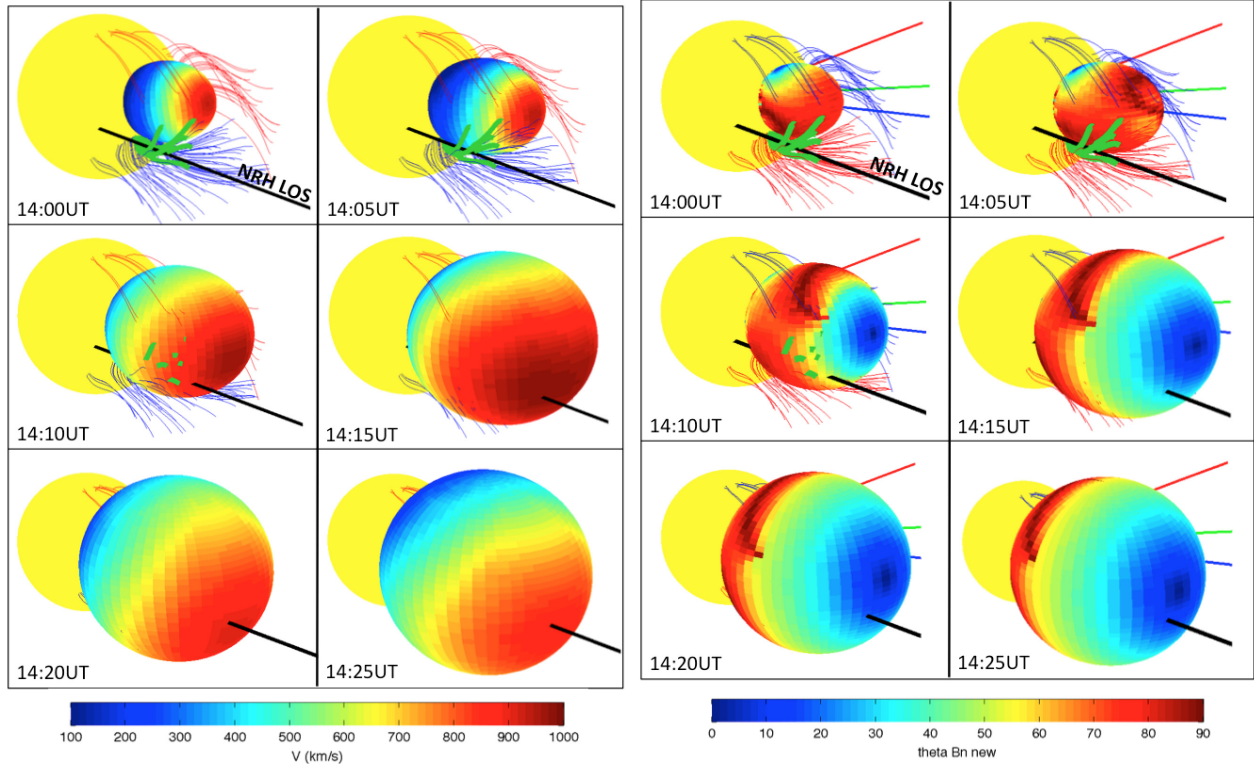 NRH LOS
14:00UT
14:05UT
14:10UT
14:15UT
14:20UT
14:25UT
100 200 300 400 500 600 700 800 900 1000
V (km/s)
NRH LOS
14:00UT
14:05UT
14:10UT
14:15UT
14:20UT
14:25UT
0 10 20 30 40 50 60 70 80 90
theta Bn new